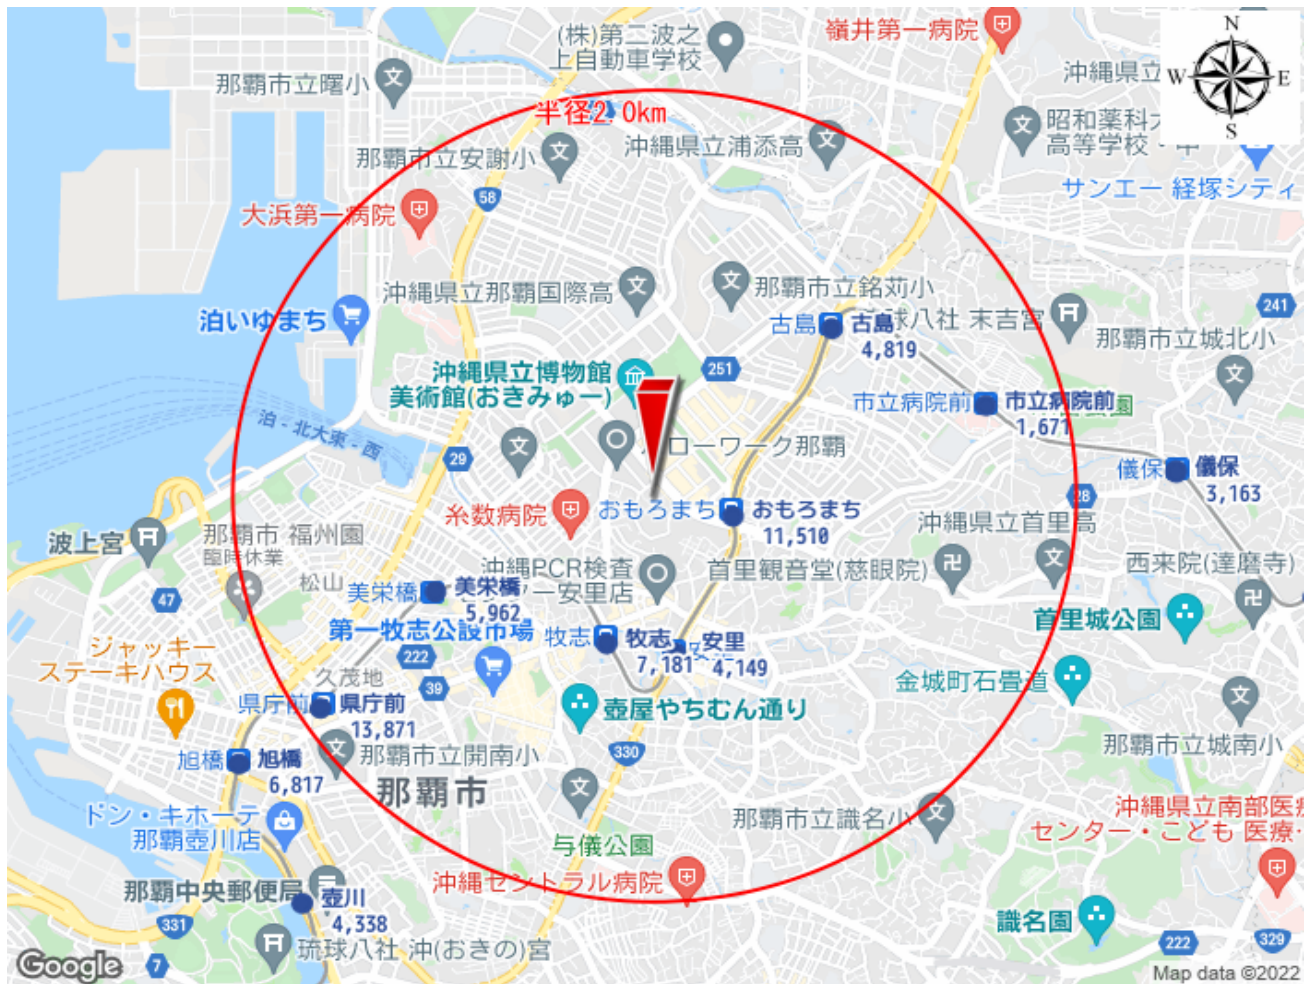 (株)第二波之
上自動車学校
嶺井第一病院
N
W
E
S
沖縄県立
那覇市立曙小
半径2.0km
昭和薬科大
高等学校・中
沖縄県立浦添高
那覇市立安謝小
サンエー 経塚シティ
58
大浜第一病院
沖縄県立那覇国際高
那覇市立銘苅小
241
泊いゆまち
古島
古島
4,819
球八社 末吉宮
那覇市立城北小
沖縄県立博物館
美術館(おきみゅー)
251
市立病院前
市立病院前
1,671
公園
泊・北大東・西
29
ローワーク那覇
儀保
儀保
3,163
28
糸数病院
おもろまち
おもろまち
11,510
沖縄県立首里高
波上宮
那覇市 福州園
臨時休業
松山
沖縄PCR検査
ー安里店
首里観音堂(慈眼院)
西来院(達磨寺)
47
美栄橋
美栄橋
5,962
第一牧志公設市場
牧志
牧志
7,181
安里
4,149
首里城公園
ジャッキー
ステーキハウス
222
久茂地
39
金城町石畳道
県庁前
県庁前
13,871
壺屋やちむん通り
330
那覇市立城南小
旭橋
旭橋
6,817
那覇市立開南小
那覇市
ドン・キホーテ
那覇壺川店
那覇市立識名小
沖縄県立南部医療
センター・こども 医療
与儀公園
沖縄セントラル病院
那覇中央郵便局
壺川
4,338
331
識名園
琉球八社 沖(おきの)宮
222
329
7
Google
Map data ©2022